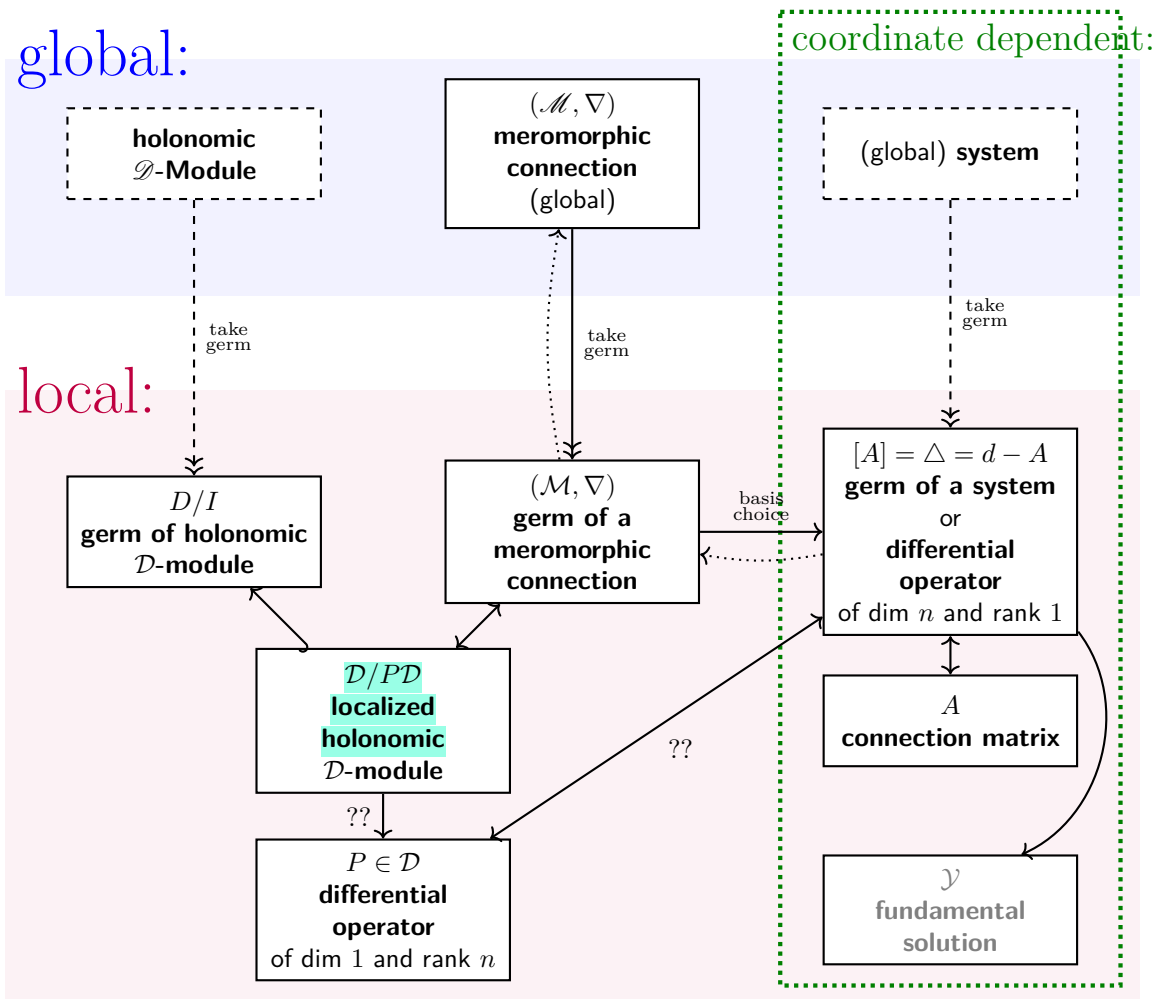 global:
coordinate dependent:
holonomic
𝒟-Module
(ℳ, ∇)
meromorphic
connection
(global)
(global) system
take
germ
take
germ
take
germ
local:
D/I
germ of holonomic
𝒟-module
(ℳ, ∇)
germ of a
meromorphic
connection
basis
choice
[A] = △ = d − A
germ of a system
or
differential
operator
of dim n and rank 1
𝒟/P𝒟
localized
holonomic
𝒟-module
A
connection matrix
??
??
P ∈ 𝒟
differential
operator
of dim 1 and rank n
𝒴
fundamental
solution